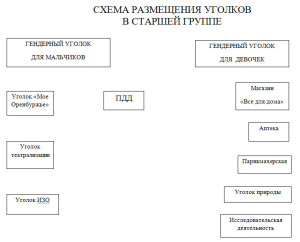 СХЕМА РАЗМЕЩЕНИЯ УГОЛКОВ
В СТАРШЕЙ ГРУППЕ
ГЕНДЕРНЫЙ УГОЛОК
ДЛЯ МАЛЬЧИКОВ
ГЕНДЕРНЫЙ УГОЛОК
ДЛЯ ДЕВОЧЕК
Уголок «Мое
Оренбуржье»
ПДД
Магазин
«Все для дома»
Аптека
Уголок
театрализации
Парикмахерская
Уголок ИЗО
Уголок природы
Исследовательская
деятельность